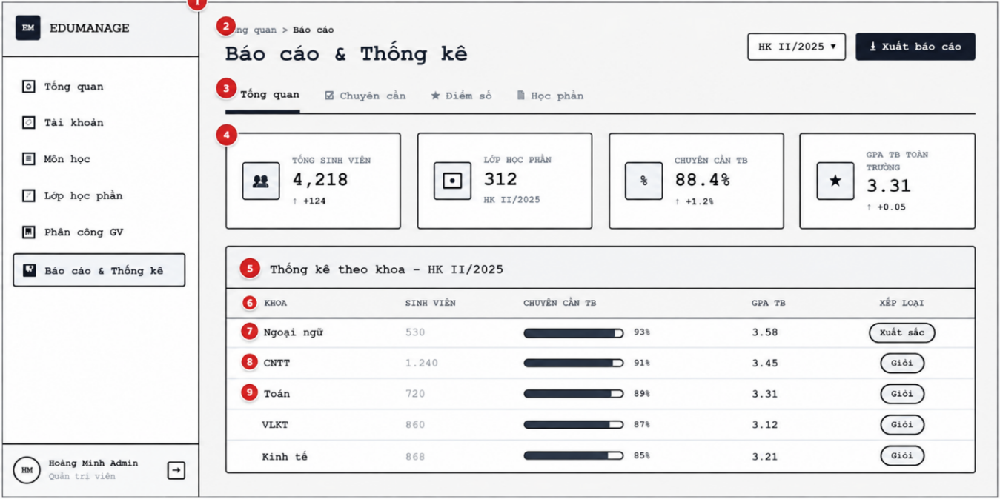 1
EM EDUMANAGE
Tổng quan
Tài khoản
Môn học
Lớp học phần
Phân công GV
Báo cáo & Thống kê
HM Hoàng Minh Admin
Quản trị viên
2 ng quan > Báo cáo
Báo cáo & Thống kê
HK II/2025 ▼
Xuất báo cáo
3 Tổng quan
Chuyên cần
★ Điểm số
Học phần
4
TỔNG SINH VIÊN
4,218
↑ +124
LỚP HỌC PHẦN
312
HK II/2025
%
CHUYÊN CẦN TB
88.4%
↑ +1.2%
★
GPA TB TOÀN
TRƯỜNG
3.31
↑ +0.05
5 Thống kê theo khoa – HK II/2025
6 KHOA SINH VIÊN CHUYÊN CẦN TB GPA TB XẾP LOẠI
7 Ngoại ngữ 530 93% 3.58 Xuất sắc
8 CNTT 1.240 91% 3.45 Giỏi
9 Toán 720 89% 3.31 Giỏi
VLKT 860 87% 3.12 Giỏi
Kinh tế 868 85% 3.21 Giỏi